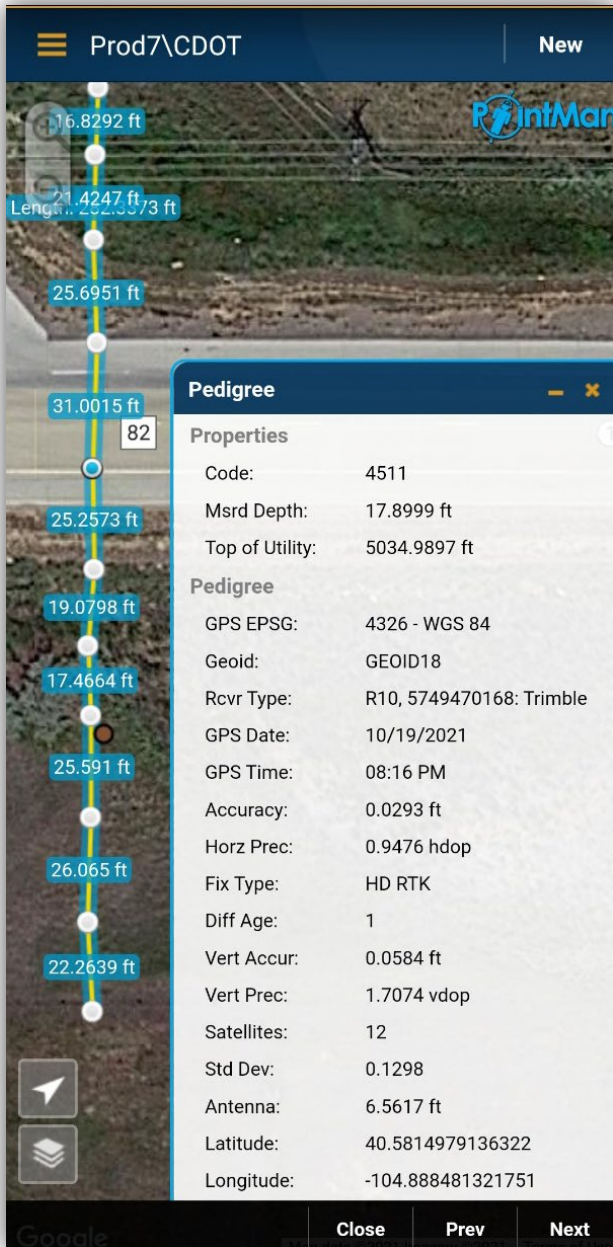 Prod7\CDOT New
PointMan
16.8292 ft
21.4247 ft
25.6951 ft
31.0015 ft
82
25.2573 ft
19.0798 ft
17.4664 ft
25.591 ft
26.065 ft
22.2639 ft
Pedigree
Properties
Code: 4511
Msrd Depth: 17.8999 ft
Top of Utility: 5034.9897 ft
Pedigree
GPS EPSG: 4326 - WGS 84
Geoid: GEOID18
Rcvr Type: R10, 5749470168: Trimble
GPS Date: 10/19/2021
GPS Time: 08:16 PM
Accuracy: 0.0293 ft
Horz Prec: 0.9476 hdop
Fix Type: HD RTK
Diff Age: 1
Vert Accur: 0.0584 ft
Vert Prec: 1.7074 vdop
Satellites: 12
Std Dev: 0.1298
Antenna: 6.5617 ft
Latitude: 40.5814979136322
Longitude: -104.888481321751
Google
Close Prev Next